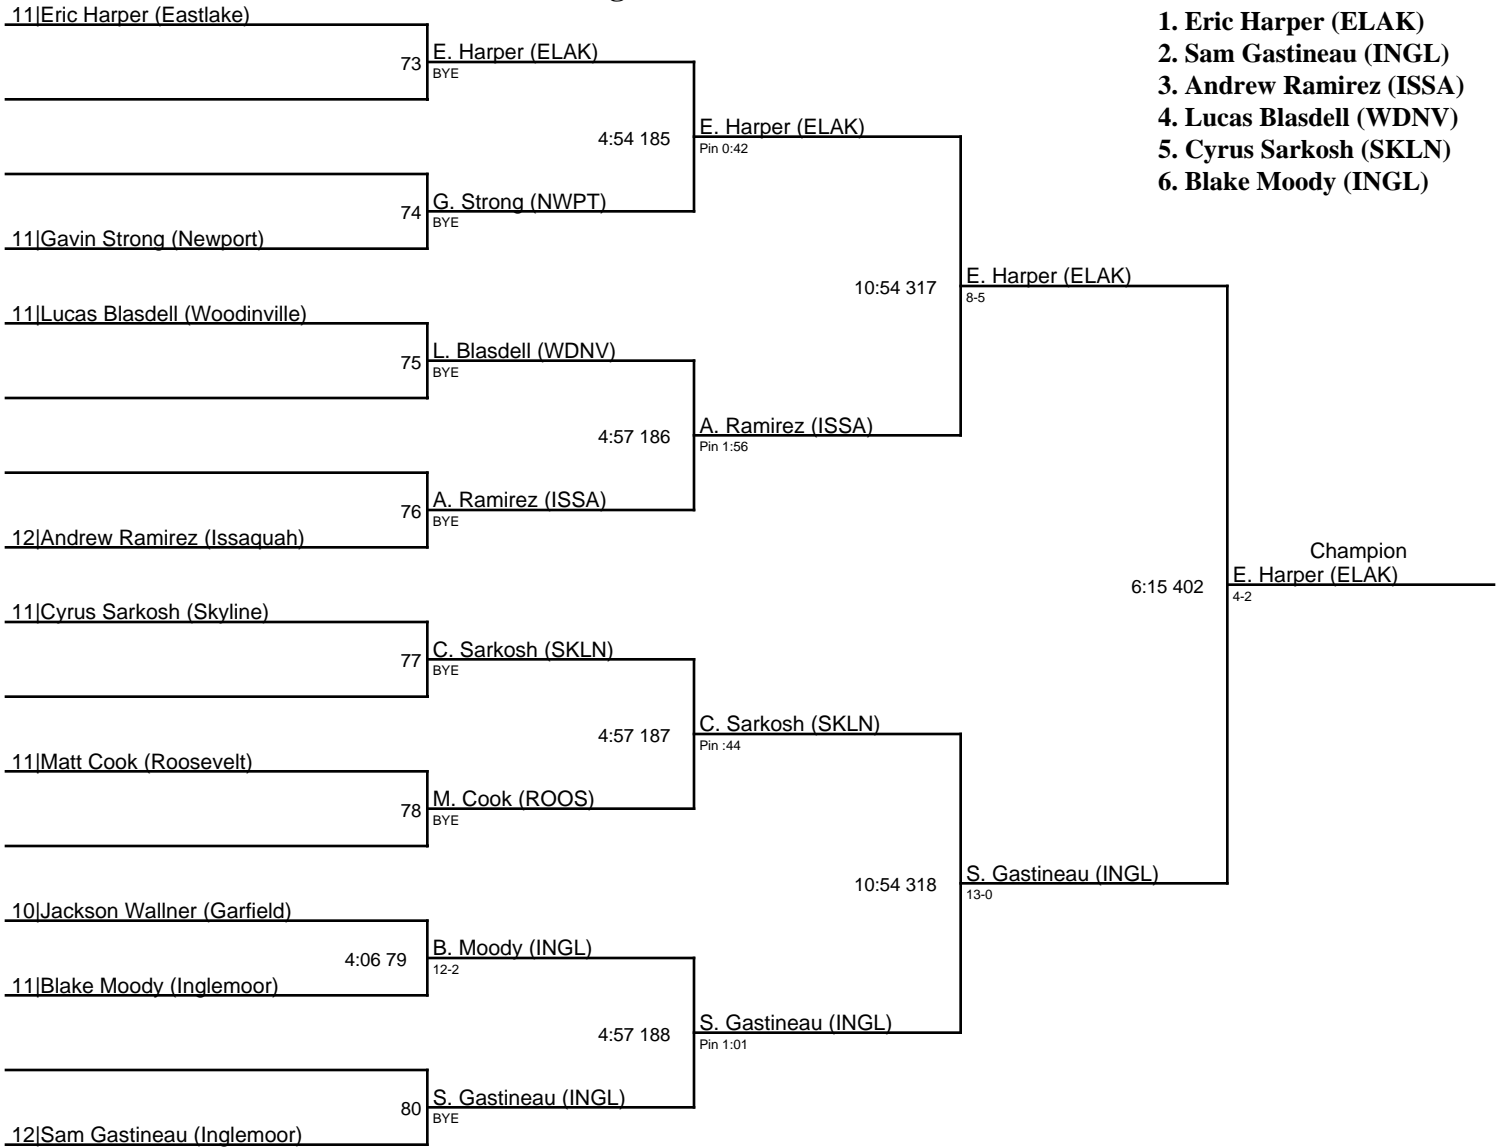 11|Eric Harper (Eastlake)
73
E. Harper (ELAK)
BYE
4:54 185
E. Harper (ELAK)
Pin 0:42
74
G. Strong (NWPT)
BYE
11|Gavin Strong (Newport)
10:54 317
E. Harper (ELAK)
8-5
11|Lucas Blasdell (Woodinville)
75
L. Blasdell (WDNV)
BYE
4:57 186
A. Ramirez (ISSA)
Pin 1:56
76
A. Ramirez (ISSA)
BYE
12|Andrew Ramirez (Issaquah)
Champion
6:15 402
E. Harper (ELAK)
4-2
11|Cyrus Sarkosh (Skyline)
77
C. Sarkosh (SKLN)
BYE
4:57 187
C. Sarkosh (SKLN)
Pin :44
11|Matt Cook (Roosevelt)
78
M. Cook (ROOS)
BYE
10:54 318
S. Gastineau (INGL)
13-0
10|Jackson Wallner (Garfield)
4:06 79
B. Moody (INGL)
12-2
11|Blake Moody (Inglemoor)
4:57 188
S. Gastineau (INGL)
Pin 1:01
80
S. Gastineau (INGL)
BYE
12|Sam Gastineau (Inglemoor)
1. Eric Harper (ELAK)
2. Sam Gastineau (INGL)
3. Andrew Ramirez (ISSA)
4. Lucas Blasdell (WDNV)
5. Cyrus Sarkosh (SKLN)
6. Blake Moody (INGL)